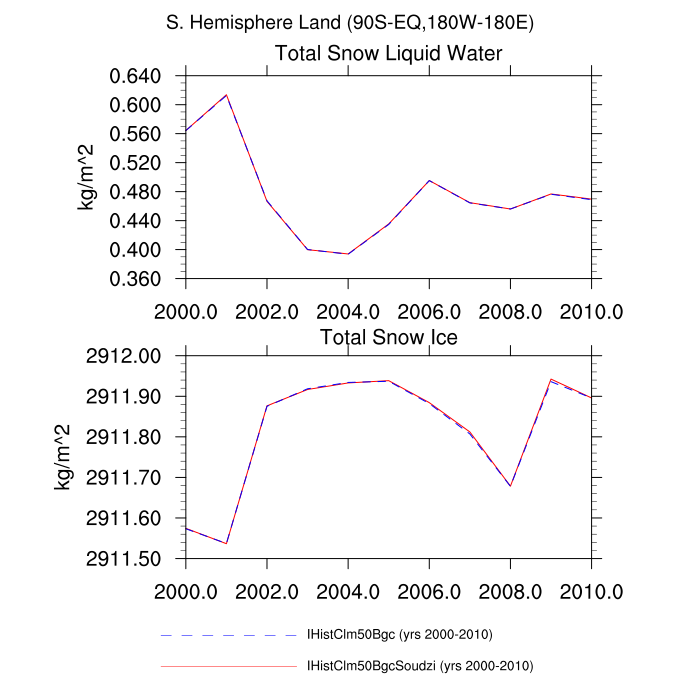 S. Hemisphere Land (90S-EQ,180W-180E)
Total Snow Liquid Water
0.640
0.600
0.560
0.520
0.480
0.440
0.400
0.360
kg/m^2
2000.0 2002.0 2004.0 2006.0 2008.0 2010.0
Total Snow Ice
2912.00
2911.90
2911.80
2911.70
2911.60
2911.50
kg/m^2
2000.0 2002.0 2004.0 2006.0 2008.0 2010.0
IHistClm50Bgc (yrs 2000-2010)
IHistClm50BgcSoudzi (yrs 2000-2010)